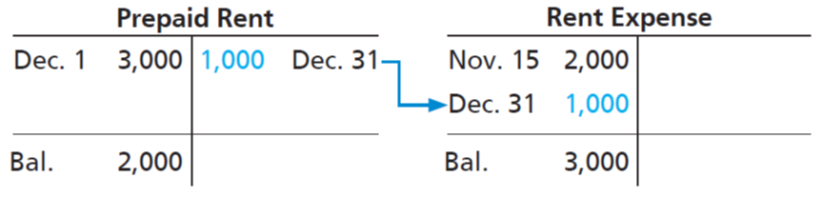 Prepaid Rent
Dec. 1 3,000 1,000 Dec. 31
Bal. 2,000
Rent Expense
Nov. 15 2,000
Dec. 31 1,000
Bal. 3,000